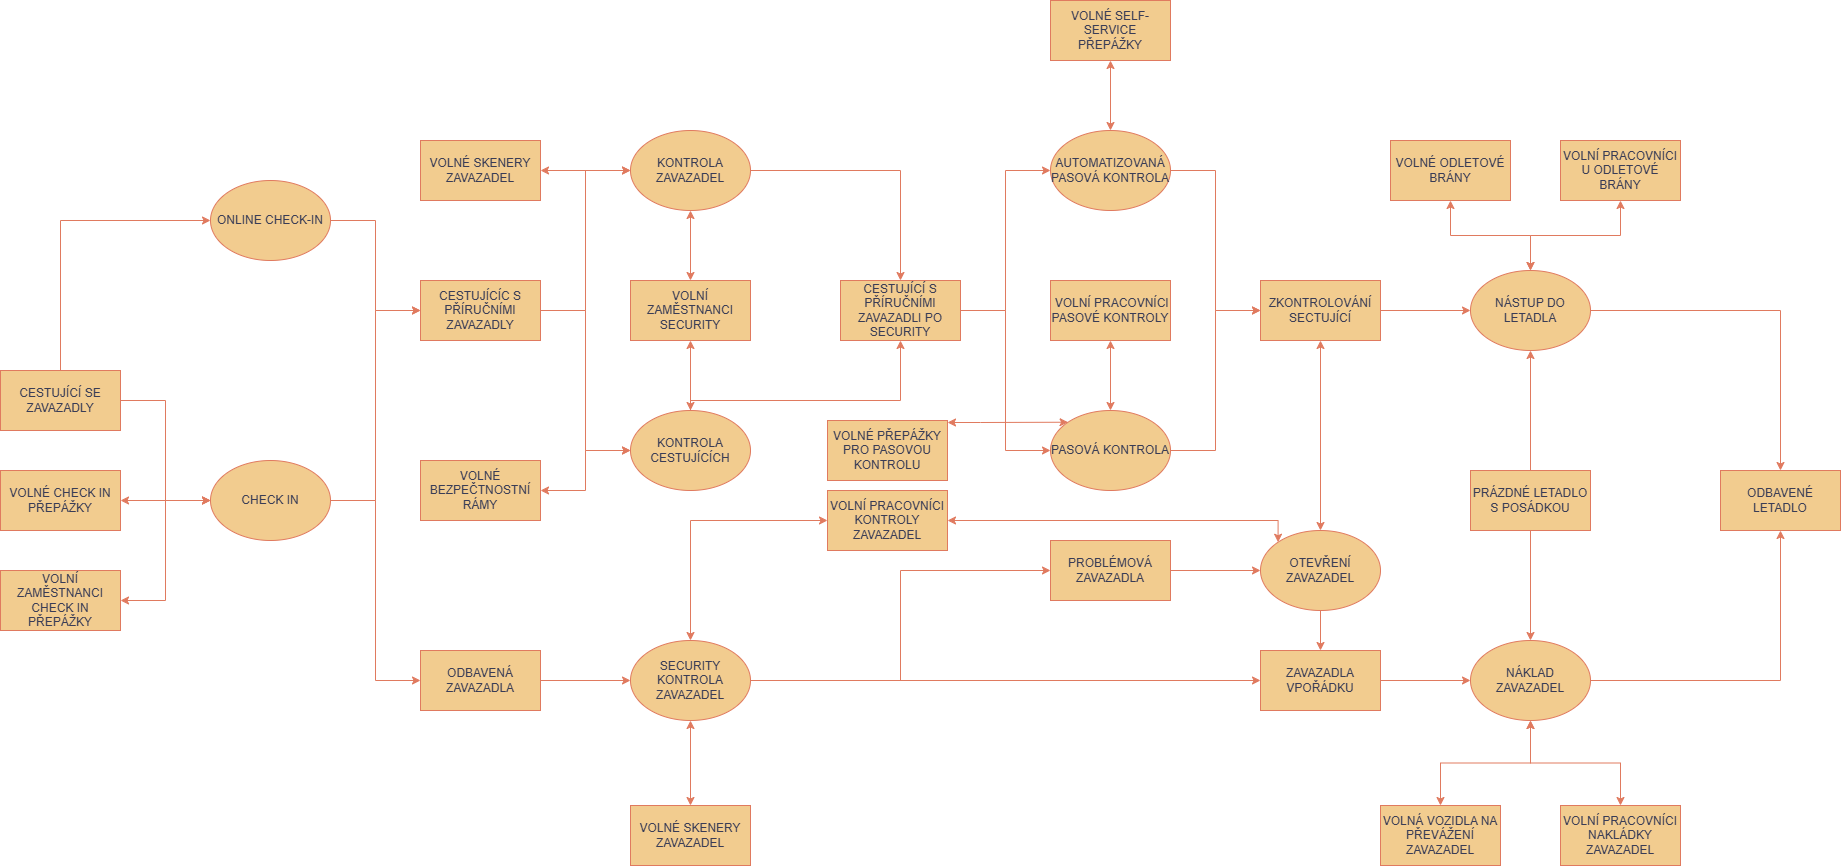 VOLNÉ SELF-
SERVICE
PŘEPÁŽKY
VOLNÉ SKENERY
ZAVAZADEL
KONTROLA
ZAVAZADEL
AUTOMATIZOVANÁ
PASOVÁ KONTROLA
VOLNÉ ODLETOVÉ
BRÁNY
VOLNÍ PRACOVNÍCI
U ODLETOVÉ
BRÁNY
ONLINE CHECK-IN
CESTUJÍCÍC S
PŘÍRUČNÍMI
ZAVAZADLY
VOLNÍ
ZAMĚSTNANCI
SECURITY
CESTUJÍCÍ S
PŘÍRUČNÍMI
ZAVAZADLI PO
SECURITY
VOLNÍ PRACOVNÍCI
PASOVÉ KONTROLY
ZKONTROLOVÁNÍ
SECTUJÍCÍ
NÁSTUP DO
LETADLA
CESTUJÍCÍ SE
ZAVAZADLY
KONTROLA
CESTUJÍCÍCH
VOLNÉ PŘEPÁŽKY
PRO PASOVOU
KONTROLU
PASOVÁ KONTROLA
VOLNÉ CHECK IN
PŘEPÁŽKY
CHECK IN
VOLNÉ
BEZPEČTNOSTNÍ
RÁMY
VOLNÍ PRACOVNÍCI
KONTROLY
ZAVAZADEL
PRÁZDNÉ LETADLO
S POSÁDKOU
ODBAVENÉ
LETADLO
VOLNÍ
ZAMĚSTNANCI
CHECK IN
PŘEPÁŽKY
PROBLÉMOVÁ
ZAVAZADLA
OTEVŘENÍ
ZAVAZADEL
ODBAVENÁ
ZAVAZADLA
SECURITY
KONTROLA
ZAVAZADEL
ZAVAZADLA
VPOŘÁDKU
NÁKLAD
ZAVAZADEL
VOLNÉ SKENERY
ZAVAZADEL
VOLNÁ VOZIDLA NA
PŘEVÁŽENÍ
ZAVAZADEL
VOLNÍ PRACOVNÍCI
NAKLÁDKY
ZAVAZADEL